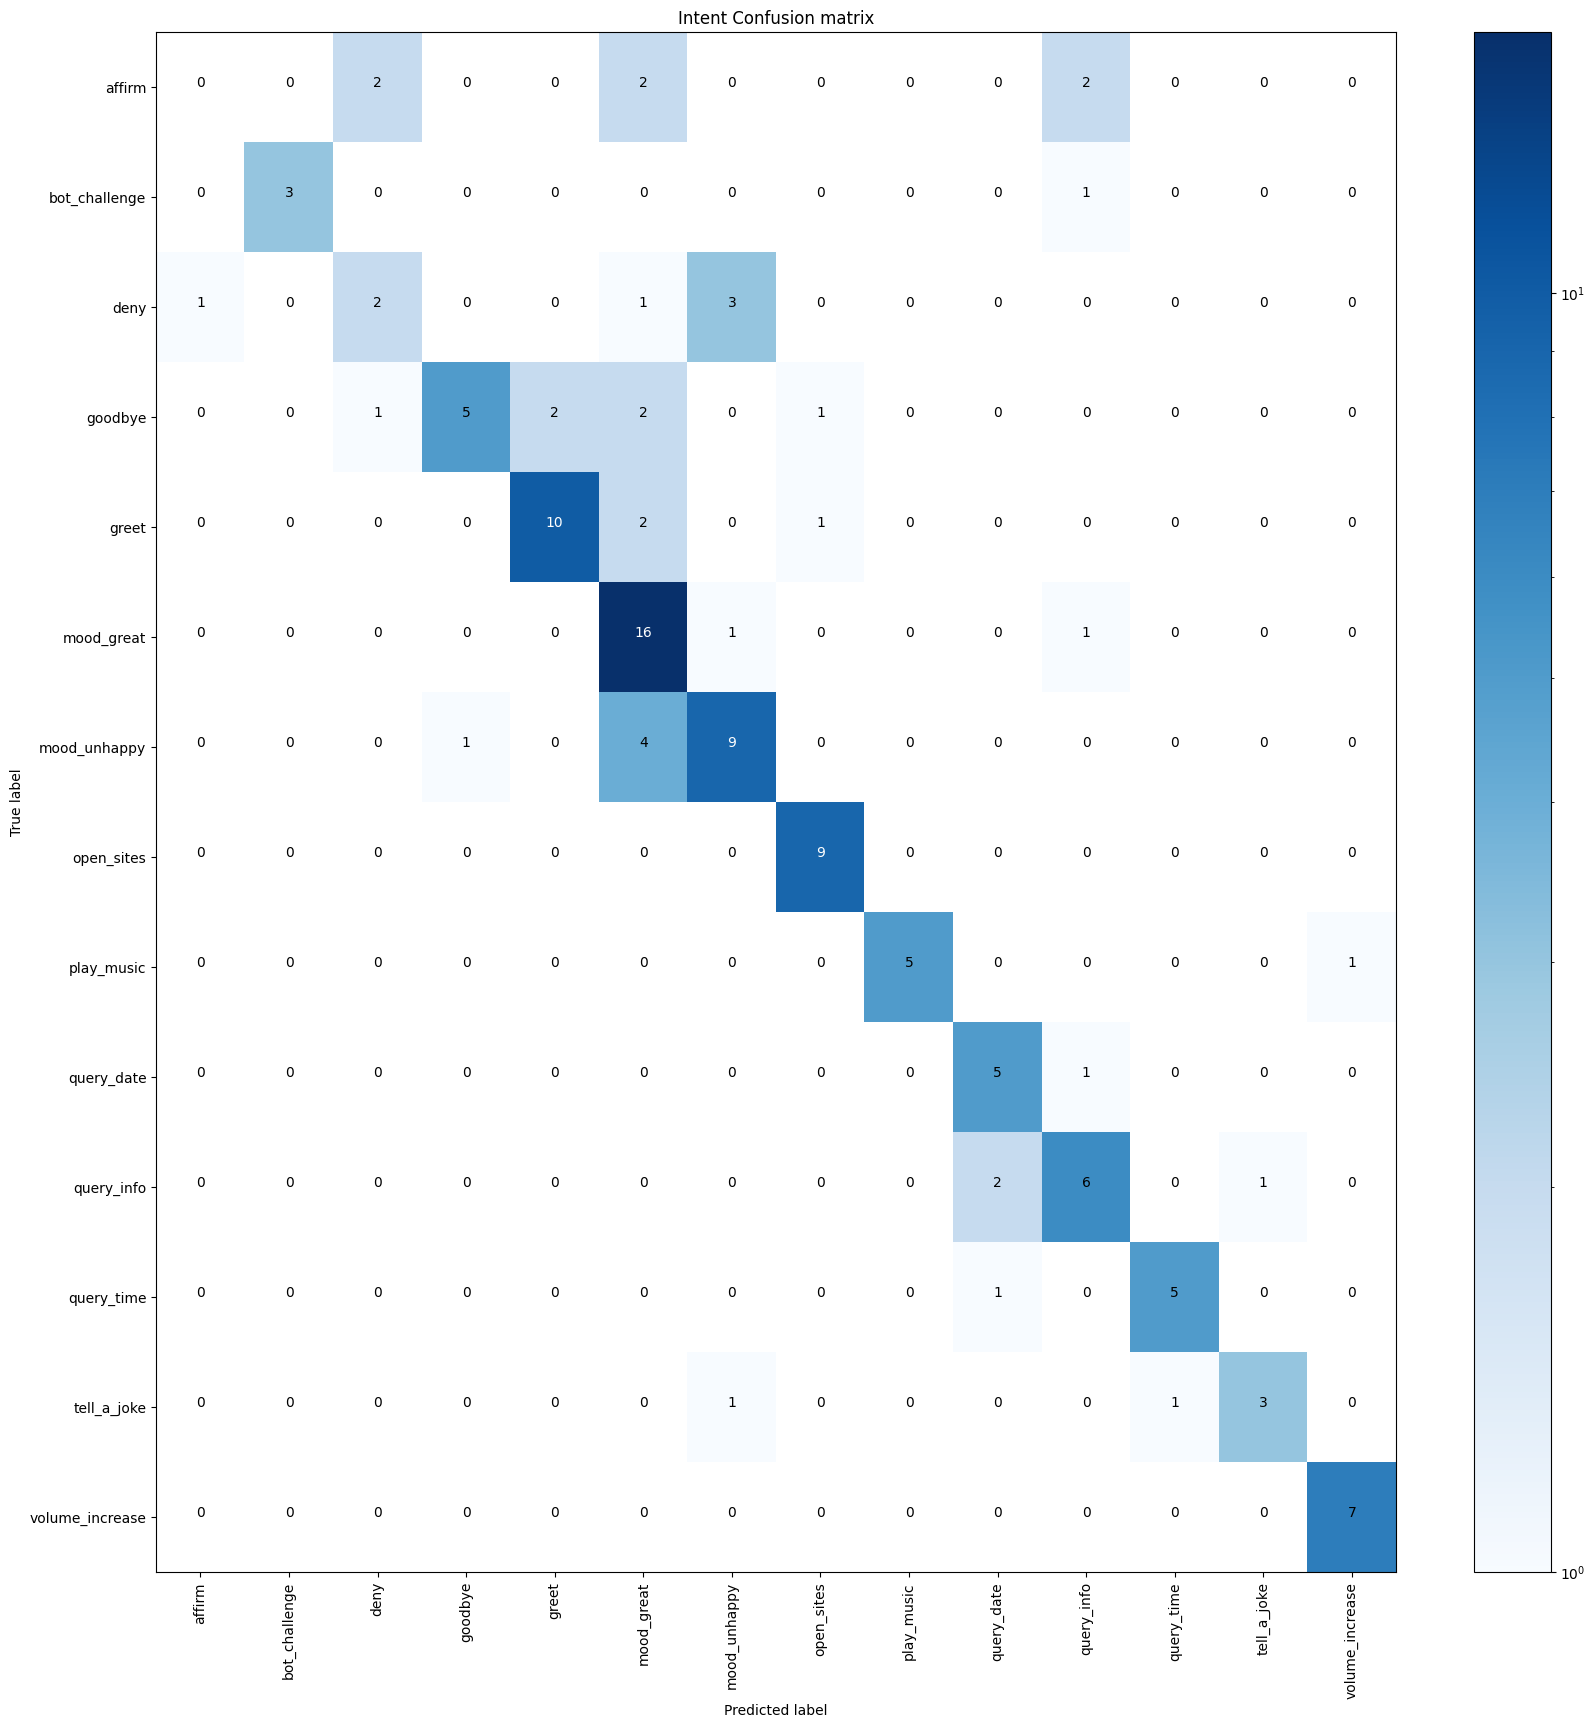 Intent Confusion matrix
True label
affirm 0 0 2 0 0 2 0 0 0 0 2 0 0 0
bot_challenge 0 3 0 0 0 0 0 0 0 0 1 0 0 0
deny 1 0 2 0 0 1 3 0 0 0 0 0 0 0
goodbye 0 0 1 5 2 2 0 1 0 0 0 0 0 0
greet 0 0 0 0 10 2 0 1 0 0 0 0 0 0
mood_great 0 0 0 0 0 16 1 0 0 0 1 0 0 0
mood_unhappy 0 0 0 1 0 4 9 0 0 0 0 0 0 0
open_sites 0 0 0 0 0 0 0 9 0 0 0 0 0 0
play_music 0 0 0 0 0 0 0 0 5 0 0 0 0 1
query_date 0 0 0 0 0 0 0 0 0 5 1 0 0 0
query_info 0 0 0 0 0 0 0 0 0 2 6 0 1 0
query_time 0 0 0 0 0 0 0 0 0 1 0 5 0 0
tell_a_joke 0 0 0 0 0 0 1 0 0 0 0 1 3 0
volume_increase 0 0 0 0 0 0 0 0 0 0 0 0 0 7
affirm bot_challenge deny goodbye greet mood_great mood_unhappy open_sites play_music query_date query_info query_time tell_a_joke volume_increase
Predicted label
10¹
10⁰